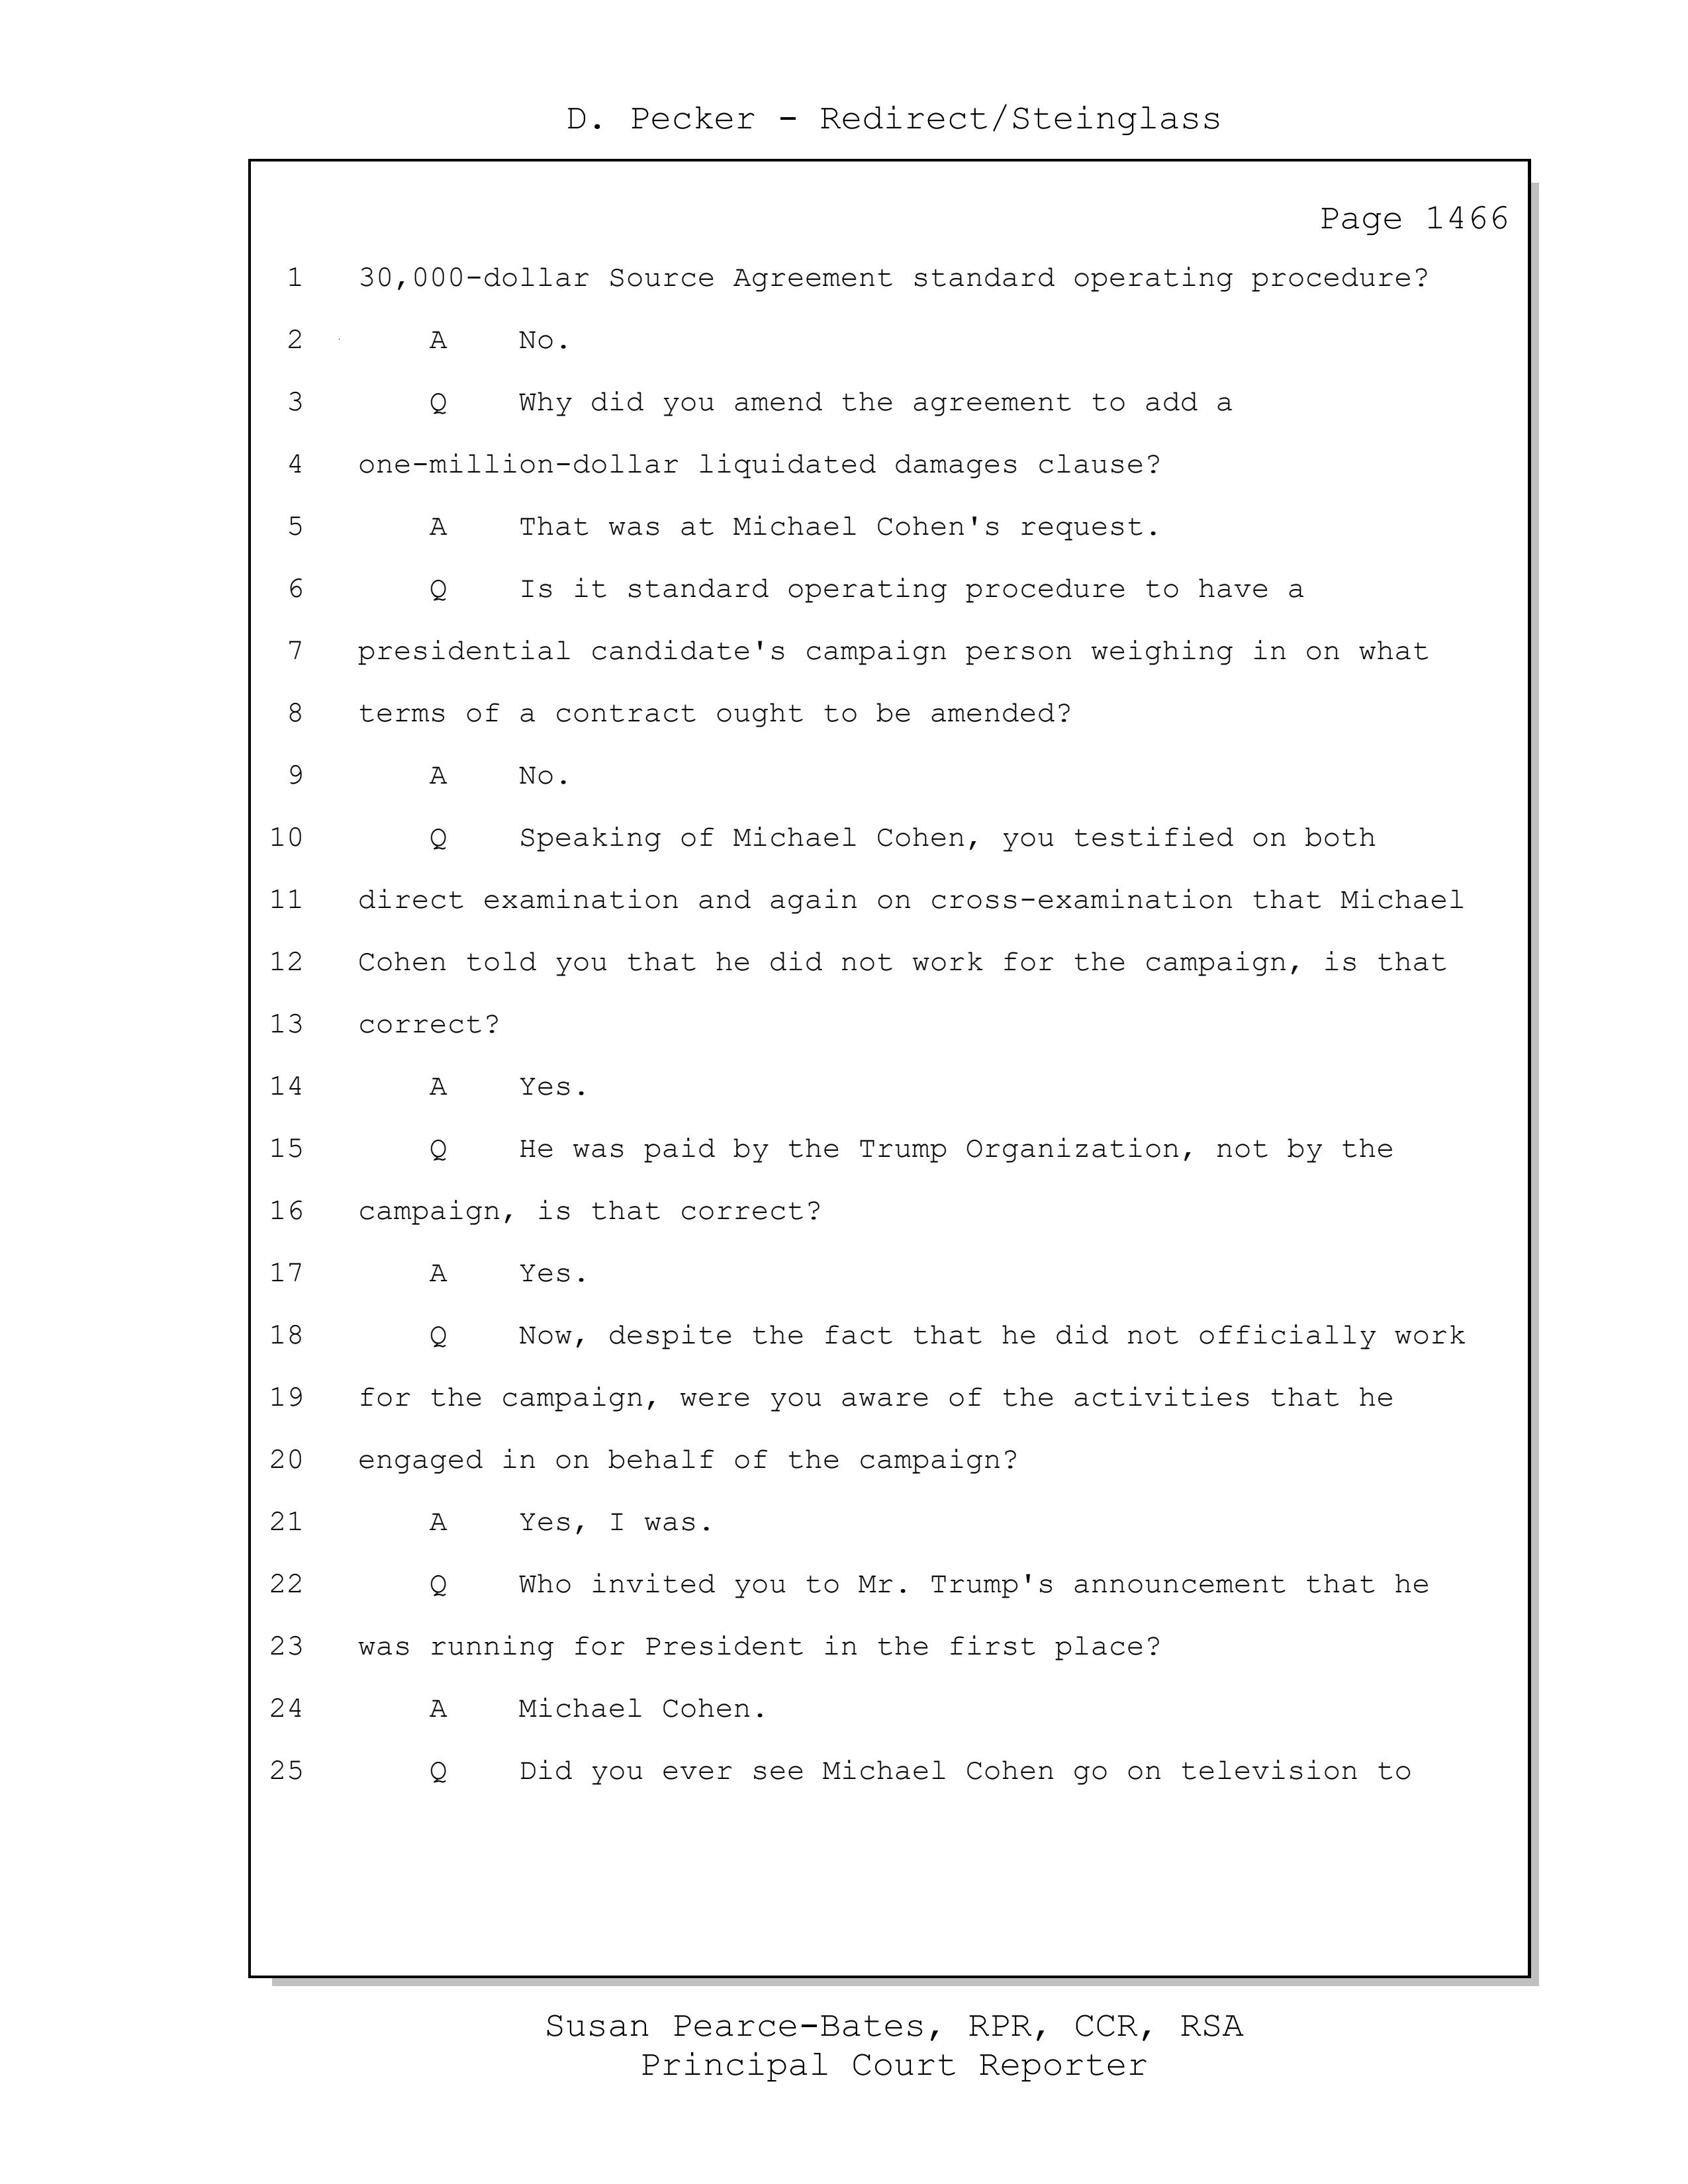 D. Pecker - Redirect/Steinglass
Page 1466
1 30,000-dollar Source Agreement standard operating procedure?
2 A No.
3 Q Why did you amend the agreement to add a
4 one-million-dollar liquidated damages clause?
5 A That was at Michael Cohen's request.
6 Q Is it standard operating procedure to have a
7 presidential candidate's campaign person weighing in on what
8 terms of a contract ought to be amended?
9 A No.
10 Q Speaking of Michael Cohen, you testified on both
11 direct examination and again on cross-examination that Michael
12 Cohen told you that he did not work for the campaign, is that
13 correct?
14 A Yes.
15 Q He was paid by the Trump Organization, not by the
16 campaign, is that correct?
17 A Yes.
18 Q Now, despite the fact that he did not officially work
19 for the campaign, were you aware of the activities that he
20 engaged in on behalf of the campaign?
21 A Yes, I was.
22 Q Who invited you to Mr. Trump's announcement that he
23 was running for President in the first place?
24 A Michael Cohen.
25 Q Did you ever see Michael Cohen go on television to
Susan Pearce-Bates, RPR, CCR, RSA
Principal Court Reporter